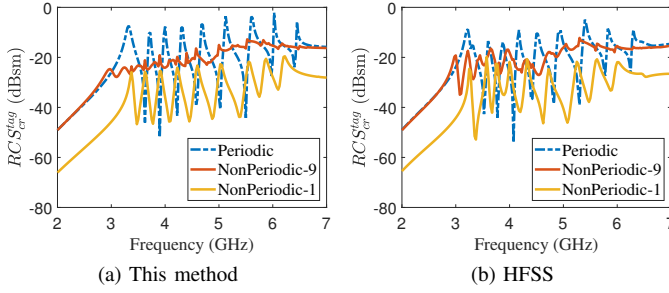 0
-20
-40
-60
-80
RCS_{cr}^{tag} (dBsm)
Periodic
NonPeriodic-9
NonPeriodic-1
2 3 4 5 6 7
Frequency (GHz)
(a) This method
0
-20
-40
-60
-80
RCS_{cr}^{tag} (dBsm)
Periodic
NonPeriodic-9
NonPeriodic-1
2 3 4 5 6 7
Frequency (GHz)
(b) HFSS